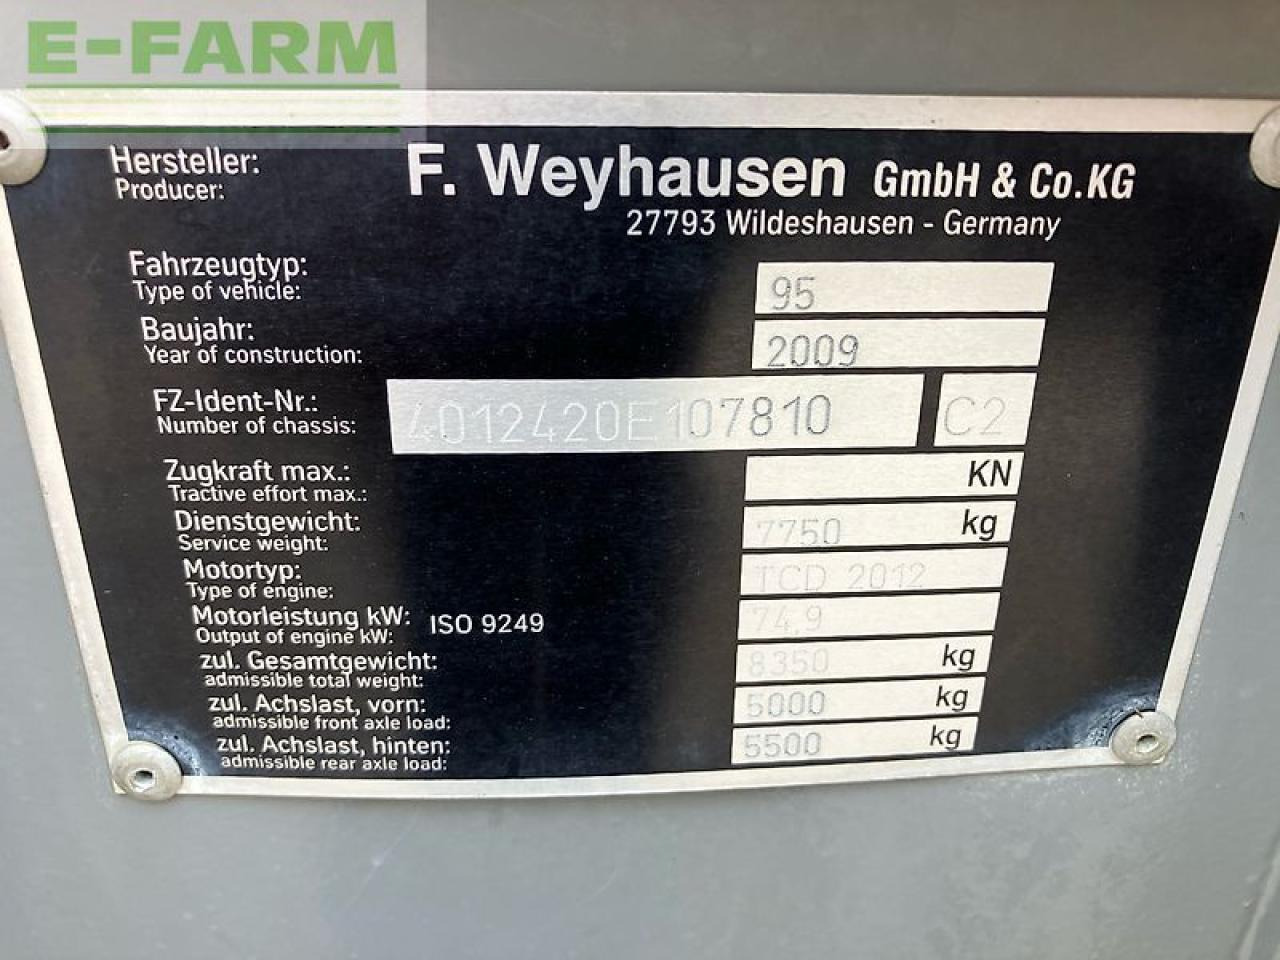 E-FARM
Hersteller: F. Weyhausen GmbH & Co.KG
Producer:
27793 Wildeshausen - Germany
Fahrzeugtyp: 95
Type of vehicle:
Baujahr: 2009
Year of construction:
FZ-Ident-Nr.: 4012420E107810 C2
Number of chassis:
Zugkraft max.: KN
Tractive effort max.:
Dienstgewicht: 7750 kg
Service weight:
Motortyp: TCD 2012
Type of engine:
Motorleistung kW: ISO 9249 74,9
Output of engine kW:
zul. Gesamtgewicht: 8350 kg
admissible total weight:
zul. Achslast, vorn: 5000 kg
admissible front axle load:
zul. Achslast, hinten: 5500 kg
admissible rear axle load: